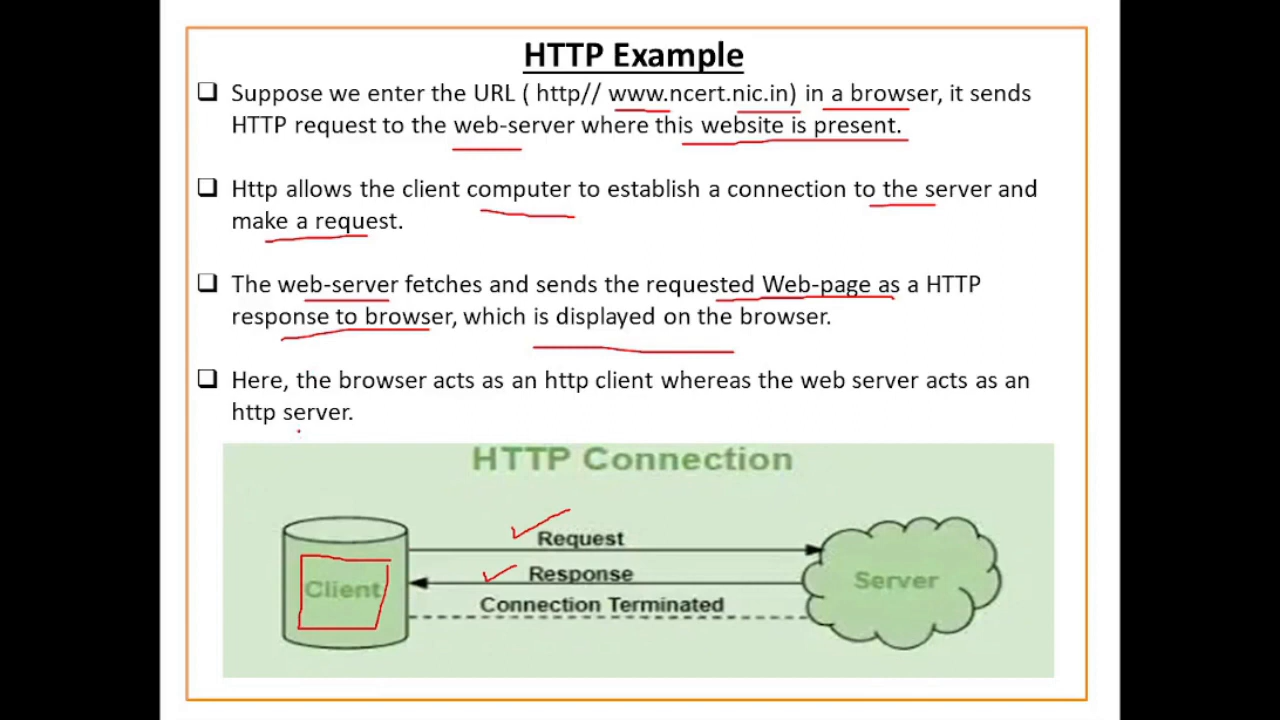 HTTP Example
❑ Suppose we enter the URL ( http// www.ncert.nic.in) in a browser, it sends
HTTP request to the web-server where this website is present.
❑ Http allows the client computer to establish a connection to the server and
make a request.
❑ The web-server fetches and sends the requested Web-page as a HTTP
response to browser, which is displayed on the browser.
❑ Here, the browser acts as an http client whereas the web server acts as an
http server.
HTTP Connection
Request
Response
Client
Server
Connection Terminated